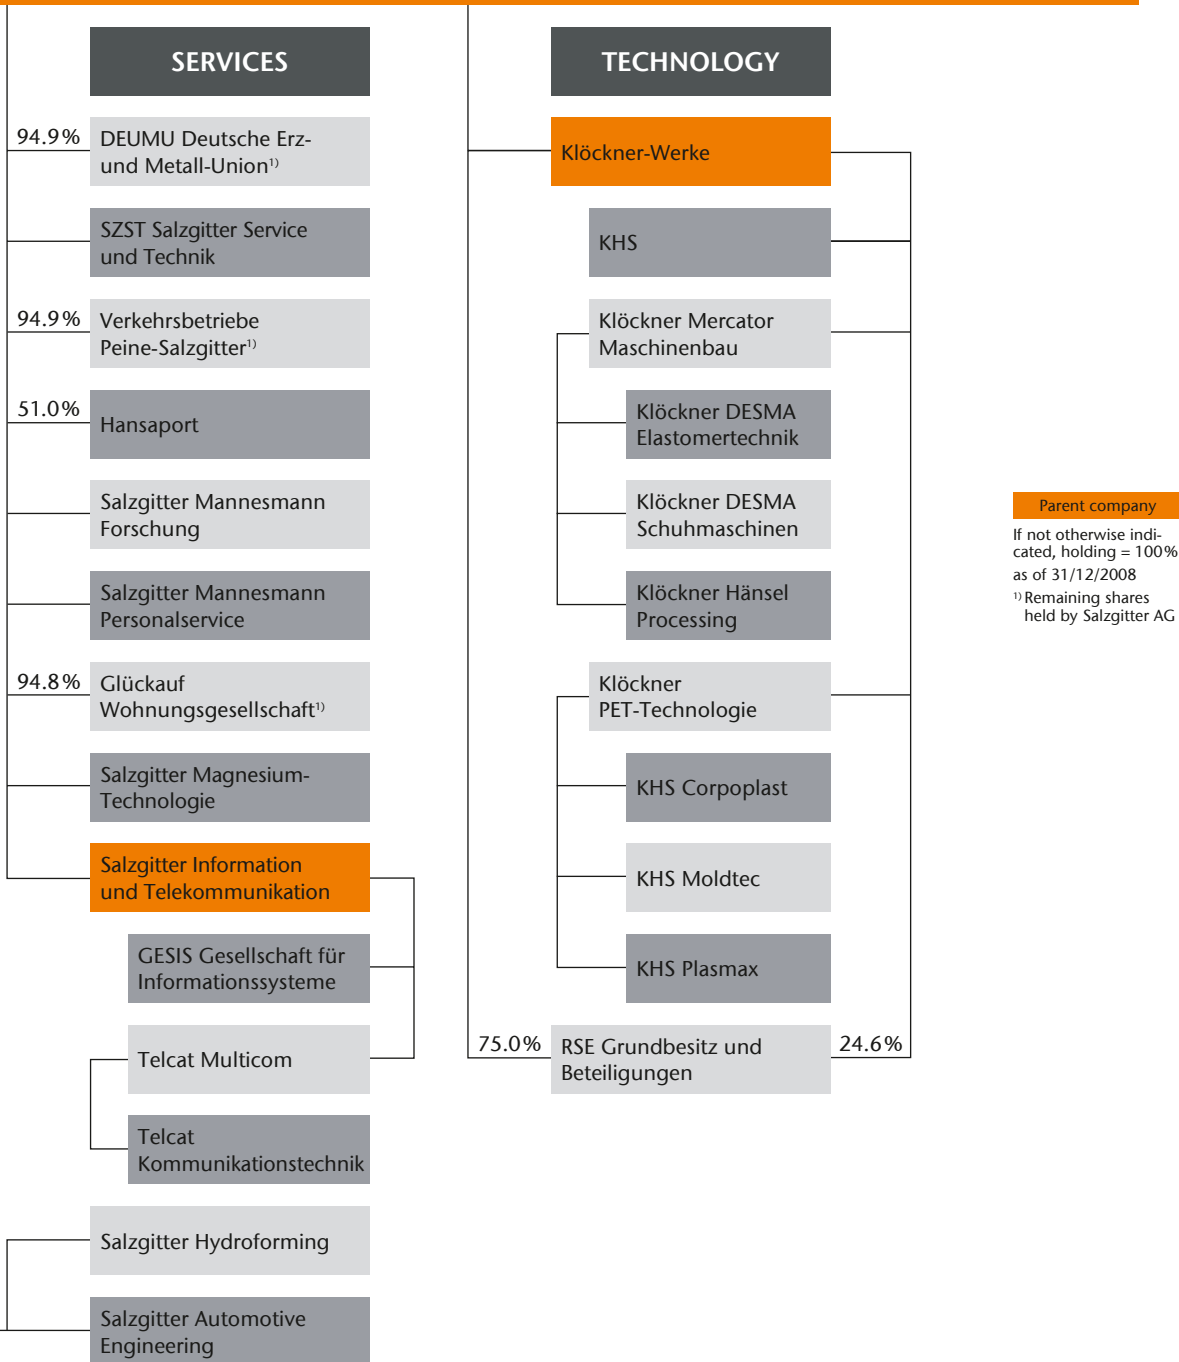 SERVICES
94.9%
DEUMU Deutsche Erz-
und Metall-Union¹⁾
SZST Salzgitter Service
und Technik
94.9%
Verkehrsbetriebe
Peine-Salzgitter¹⁾
51.0%
Hansaport
Salzgitter Mannesmann
Forschung
Salzgitter Mannesmann
Personalservice
94.8%
Glückauf
Wohnungsgesellschaft¹⁾
Salzgitter Magnesium-
Technologie
Salzgitter Information
und Telekommunikation
GESIS Gesellschaft für
Informationssysteme
Telcat Multicom
Telcat
Kommunikationstechnik
Salzgitter Hydroforming
Salzgitter Automotive
Engineering
TECHNOLOGY
Klöckner-Werke
KHS
Klöckner Mercator
Maschinenbau
Klöckner DESMA
Elastomertechnik
Klöckner DESMA
Schuhmaschinen
Klöckner Hänsel
Processing
Klöckner
PET-Technologie
KHS Corpoplast
KHS Moldtec
KHS Plasmax
75.0%
RSE Grundbesitz und
Beteiligungen
24.6%
Parent company
If not otherwise indi-
cated, holding = 100%
as of 31/12/2008
¹⁾ Remaining shares
held by Salzgitter AG